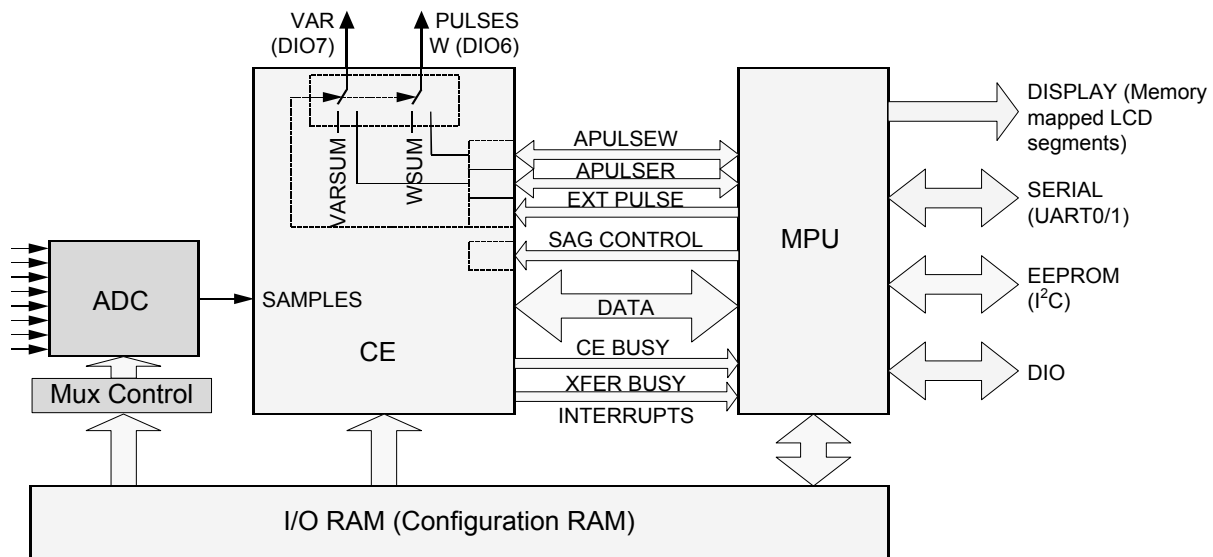 VAR
(DIO7)
PULSES
W (DIO6)
VARSUM
WSUM
APULSEW
APULSER
EXT PULSE
SAG CONTROL
DATA
CE BUSY
XFER BUSY
INTERRUPTS
SAMPLES
CE
ADC
Mux Control
MPU
DISPLAY (Memory
mapped LCD
segments)
SERIAL
(UART0/1)
EEPROM
(I²C)
DIO
I/O RAM (Configuration RAM)